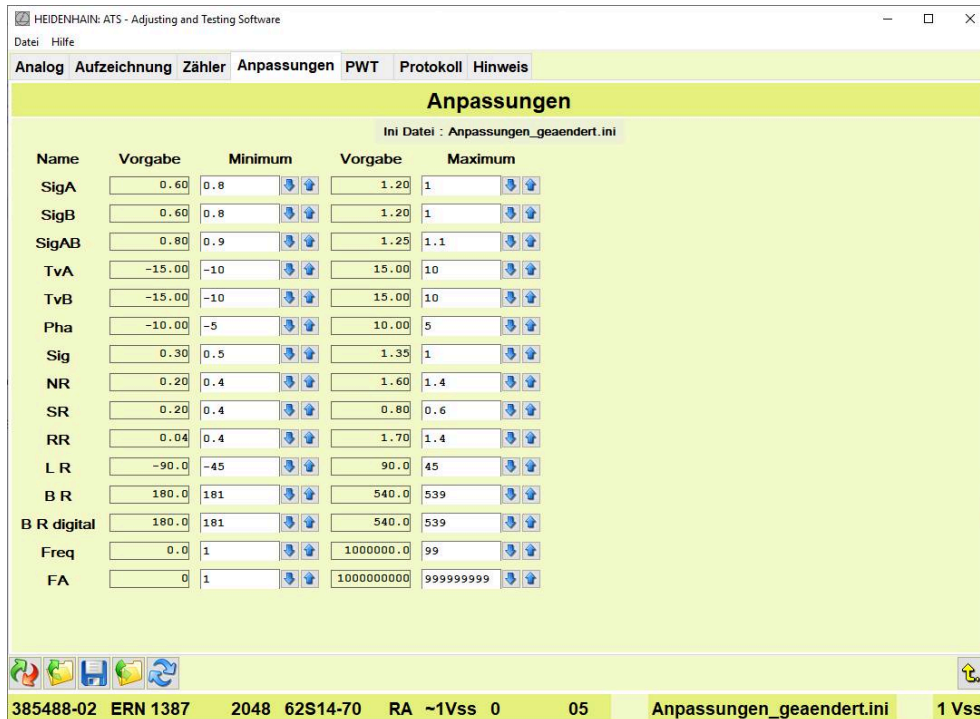 HEIDENHAIN: ATS - Adjusting and Testing Software
Datei Hilfe
Analog Aufzeichnung Zähler Anpassungen PWT Protokoll Hinweis
Anpassungen
Ini Datei : Anpassungen_geaendert.ini
Name Vorgabe Minimum Vorgabe Maximum
SigA 0.60 0.8 1.20 1
SigB 0.60 0.8 1.20 1
SigAB 0.80 0.9 1.25 1.1
TvA -15.00 -10 15.00 10
TvB -15.00 -10 15.00 10
Pha -10.00 -5 10.00 5
Sig 0.30 0.5 1.35 1
NR 0.20 0.4 1.60 1.4
SR 0.20 0.4 0.80 0.6
RR 0.04 0.4 1.70 1.4
L R -90.0 -45 90.0 45
B R 180.0 181 540.0 539
B R digital 180.0 181 540.0 539
Freq 0.0 1 1000000.0 99
FA 0 1 1000000000 999999999
385488-02 ERN 1387 2048 62S14-70 RA ~1Vss 0 05 Anpassungen_geaendert.ini 1 Vss